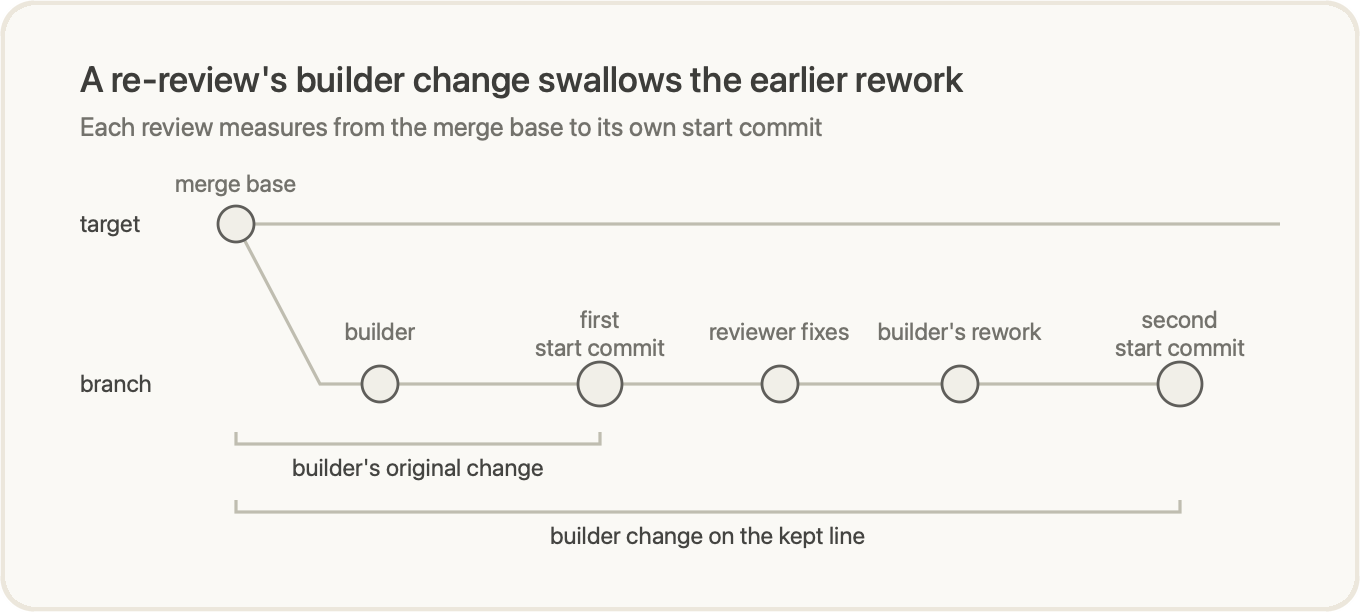 A re-review's builder change swallows the earlier rework
Each review measures from the merge base to its own start commit
merge base
target
builder
first
start commit
reviewer fixes
builder's rework
second
start commit
branch
builder's original change
builder change on the kept line